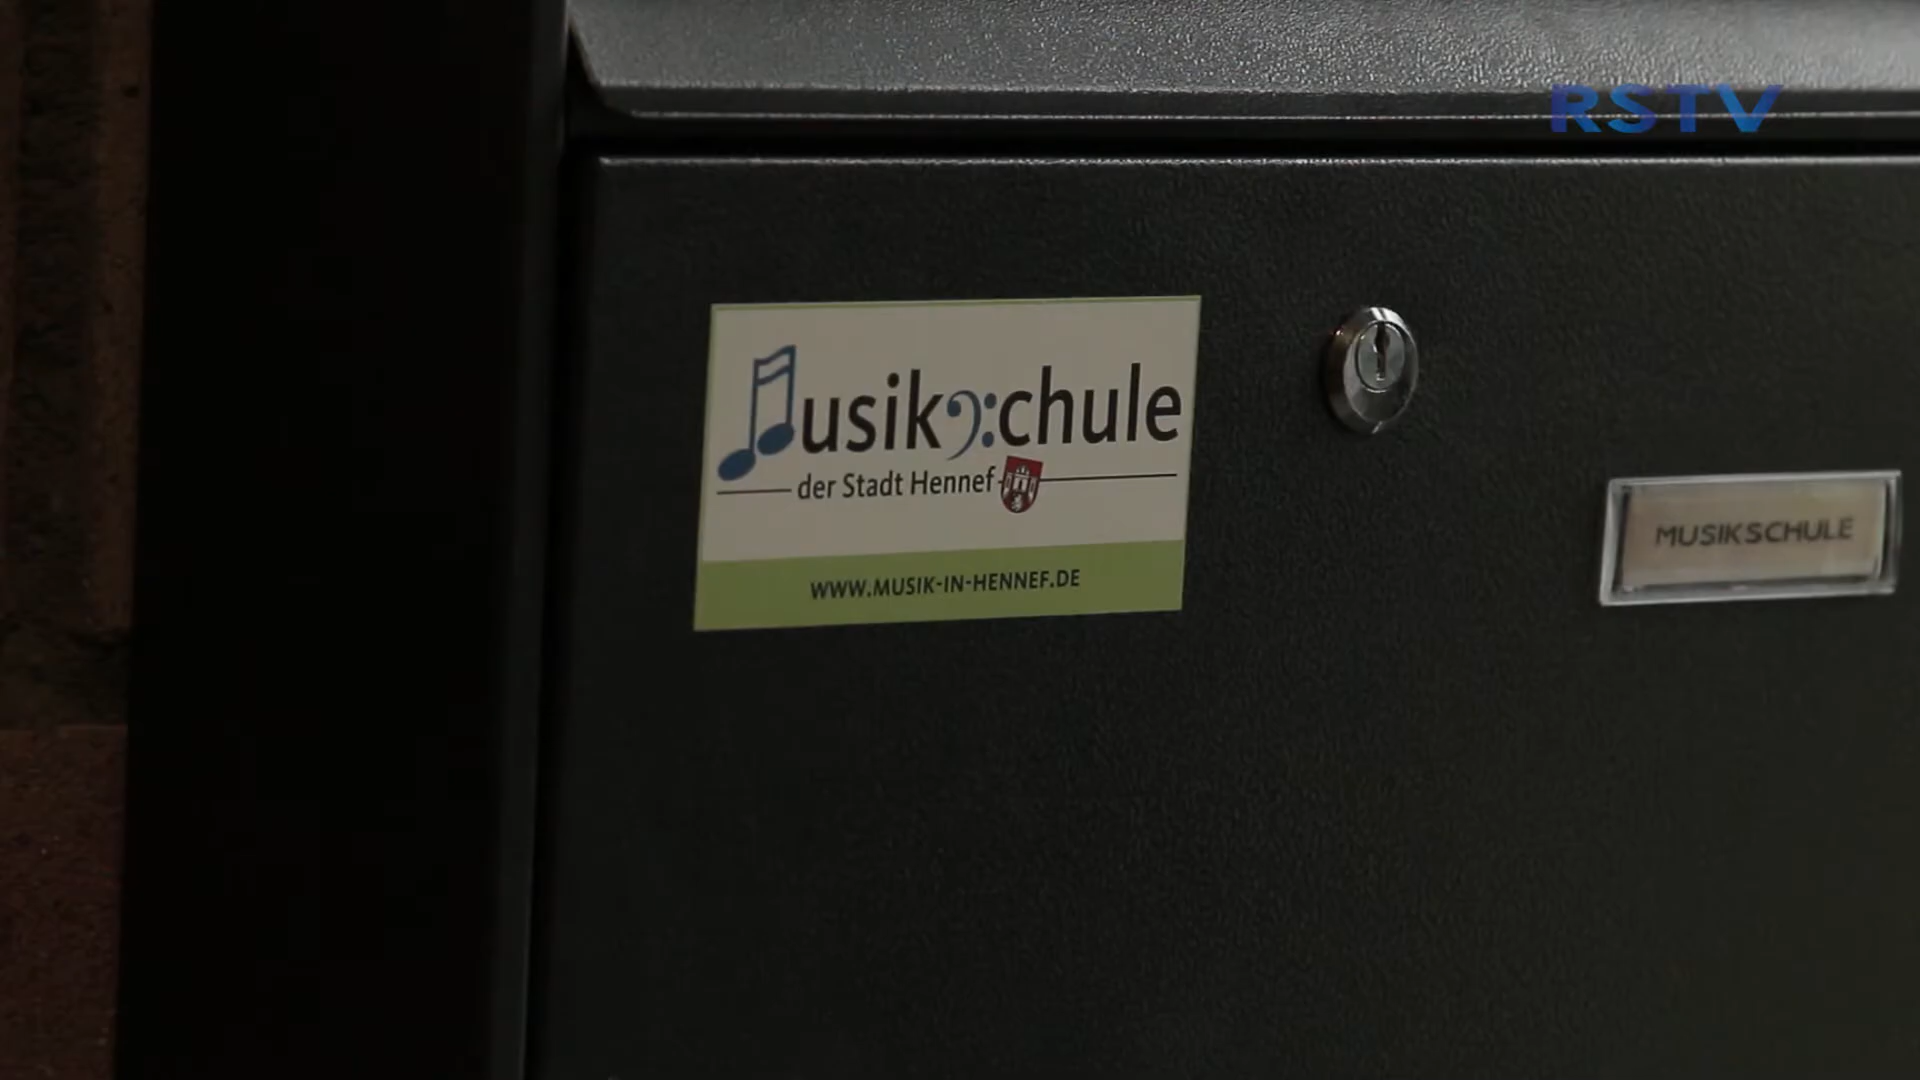 RSTV
Musikschule
der Stadt Hennef
WWW.MUSIK-IN-HENNEF.DE
MUSIKSCHULE